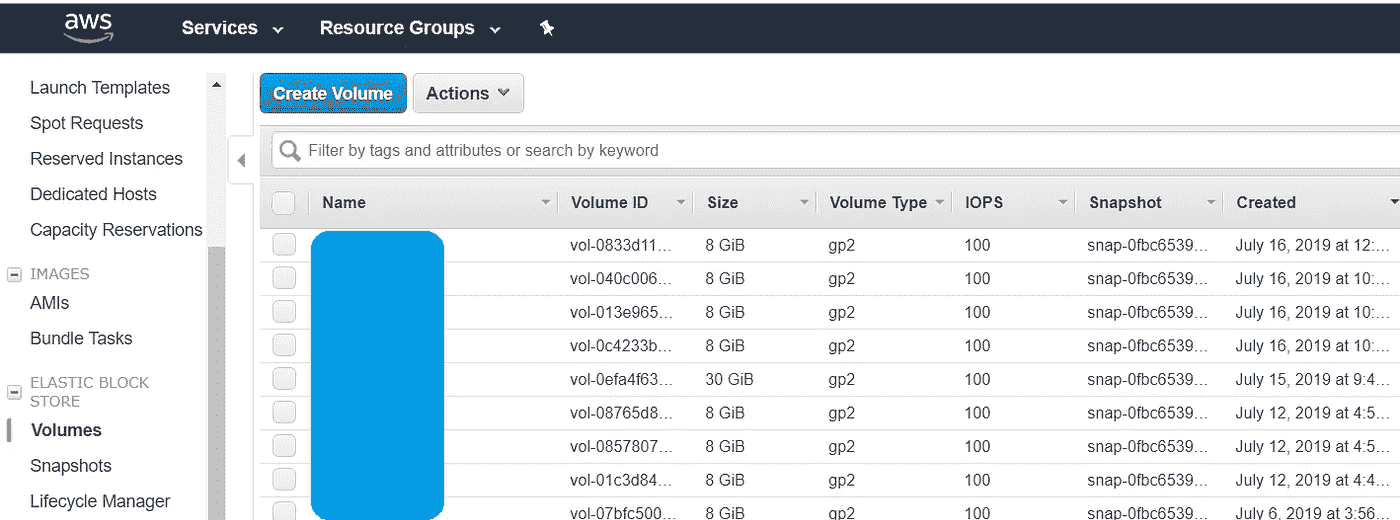 aws Services Resource Groups
Launch Templates
Spot Requests
Reserved Instances
Dedicated Hosts
Capacity Reservations
IMAGES
AMIs
Bundle Tasks
ELASTIC BLOCK
STORE
Volumes
Snapshots
Lifecycle Manager
Create Volume Actions
Filter by tags and attributes or search by keyword
Name Volume ID Size Volume Type IOPS Snapshot Created
vol-0833d11... 8 GiB gp2 100 snap-0fbc6539... July 16, 2019 at 12:...
vol-040c006... 8 GiB gp2 100 snap-0fbc6539... July 16, 2019 at 10:...
vol-013e965... 8 GiB gp2 100 snap-0fbc6539... July 16, 2019 at 10:...
vol-0c4233b... 8 GiB gp2 100 snap-0fbc6539... July 16, 2019 at 10:...
vol-0efa4f63... 30 GiB gp2 100 snap-0fbc6539... July 15, 2019 at 9:4...
vol-08765d8... 8 GiB gp2 100 snap-0fbc6539... July 12, 2019 at 4:5...
vol-0857807... 8 GiB gp2 100 snap-0fbc6539... July 12, 2019 at 4:5...
vol-01c3d84... 8 GiB gp2 100 snap-0fbc6539... July 12, 2019 at 4:4...
vol-07bfc500... 8 GiB gp2 100 snap-0fbc6539... July 6, 2019 at 3:56...